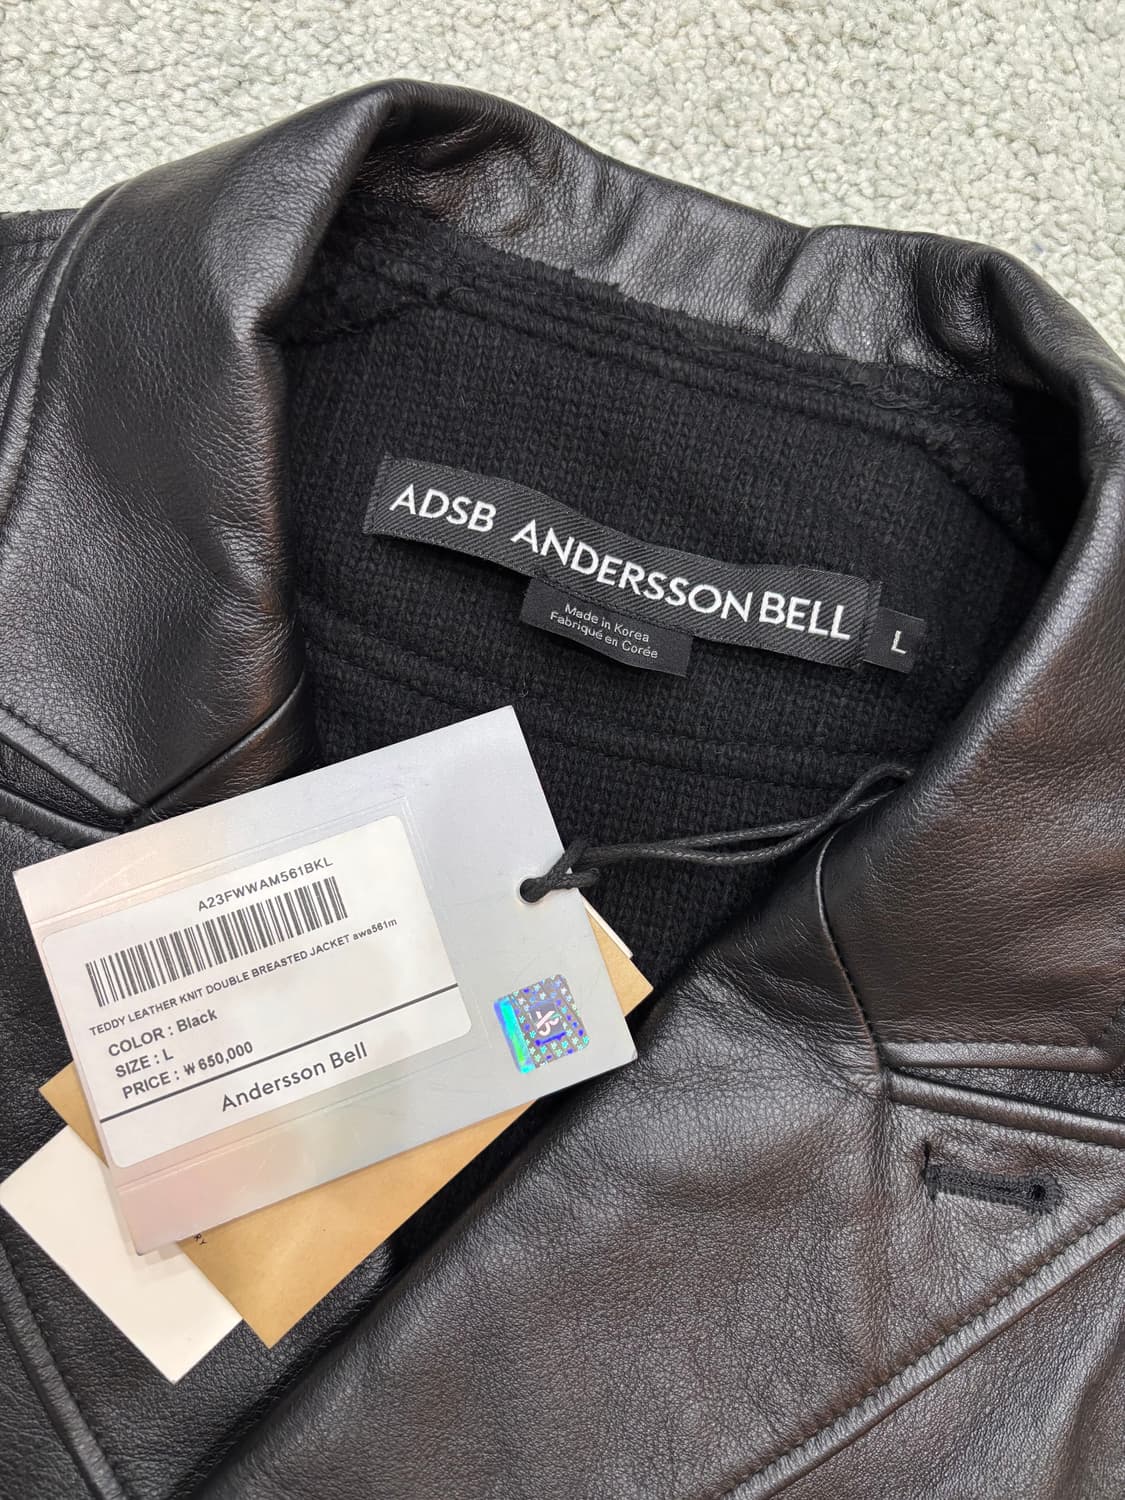 ADSB ANDERSSON BELL
L
Made in Korea
Fabriqué en Corée
A23FWWAM561BKL
TEDDY LEATHER KNIT DOUBLE BREASTED JACKET awa561m
COLOR : Black
SIZE : L
PRICE : ₩ 650,000
Andersson Bell